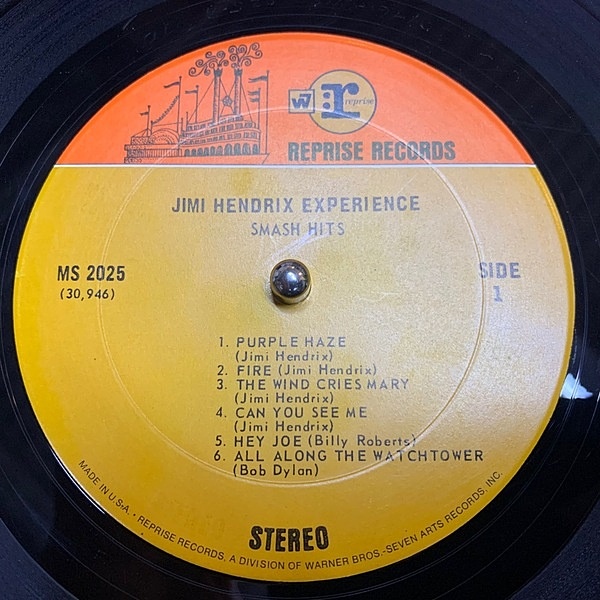 W7
:r
reprise
REPRISE RECORDS
JIMI HENDRIX EXPERIENCE
SMASH HITS
MS 2025
(30,946)
SIDE
1
1. PURPLE HAZE
(Jimi Hendrix)
2. FIRE (Jimi Hendrix)
3. THE WIND CRIES MARY
(Jimi Hendrix)
4. CAN YOU SEE ME
(Jimi Hendrix)
5. HEY JOE (Billy Roberts)
6. ALL ALONG THE WATCHTOWER
(Bob Dylan)
STEREO
MADE IN U.S.A. • REPRISE RECORDS, A DIVISION OF WARNER BROS.-SEVEN ARTS RECORDS, INC.